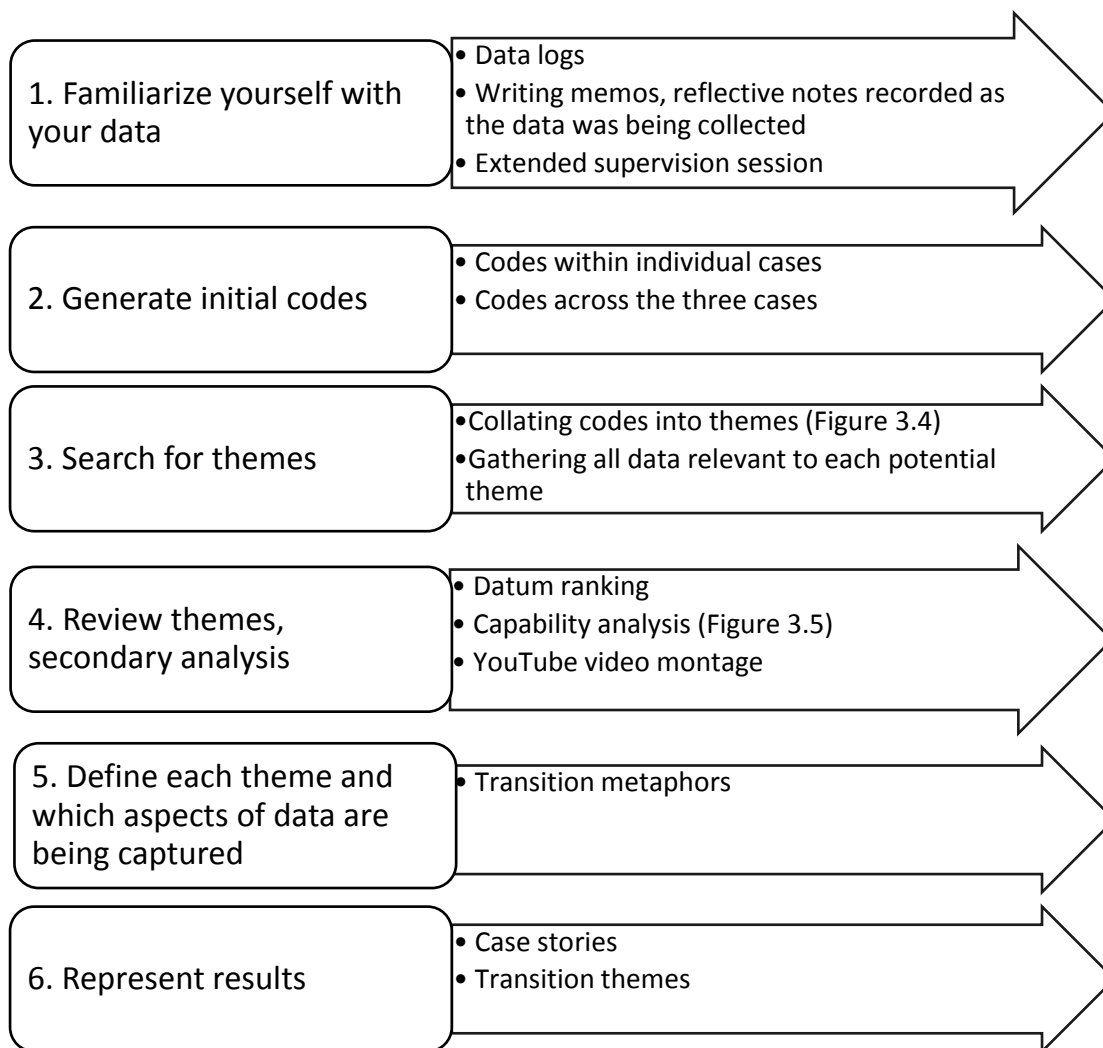 1. Familiarize yourself with
your data
• Data logs
• Writing memos, reflective notes recorded as
the data was being collected
• Extended supervision session
2. Generate initial codes
• Codes within individual cases
• Codes across the three cases
3. Search for themes
•Collating codes into themes (Figure 3.4)
•Gathering all data relevant to each potential
theme
4. Review themes,
secondary analysis
• Datum ranking
• Capability analysis (Figure 3.5)
• YouTube video montage
5. Define each theme and
which aspects of data are
being captured
• Transition metaphors
6. Represent results
• Case stories
• Transition themes